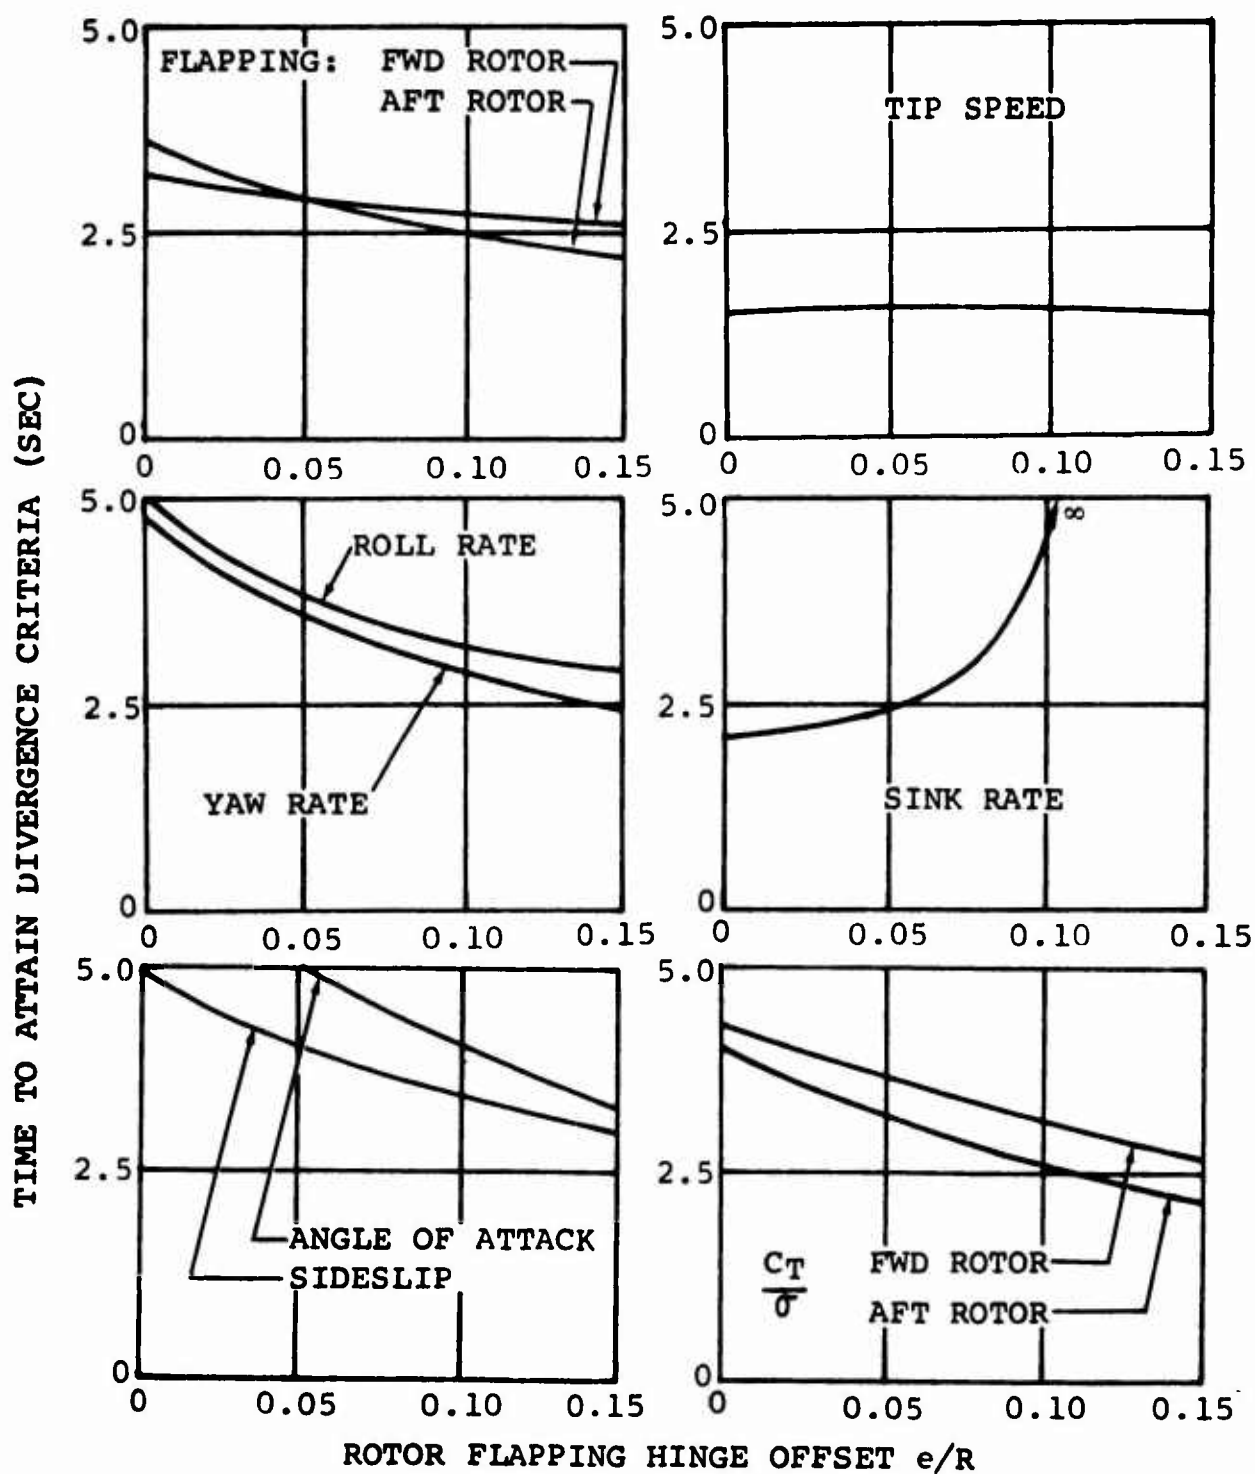 TIME TO ATTAIN DIVERGENCE CRITERIA (SEC)
5.0
FLAPPING: FWD ROTOR
AFT ROTOR
2.5
0
0 0.05 0.10 0.15
5.0
TIP SPEED
2.5
0
0 0.05 0.10 0.15
5.0
ROLL RATE
2.5
YAW RATE
0
0 0.05 0.10 0.15
5.0
∞
2.5
SINK RATE
0
0 0.05 0.10 0.15
5.0
2.5
ANGLE OF ATTACK
SIDESLIP
0
0 0.05 0.10 0.15
5.0
2.5
CT/σ FWD ROTOR
AFT ROTOR
0
0 0.05 0.10 0.15
ROTOR FLAPPING HINGE OFFSET e/R